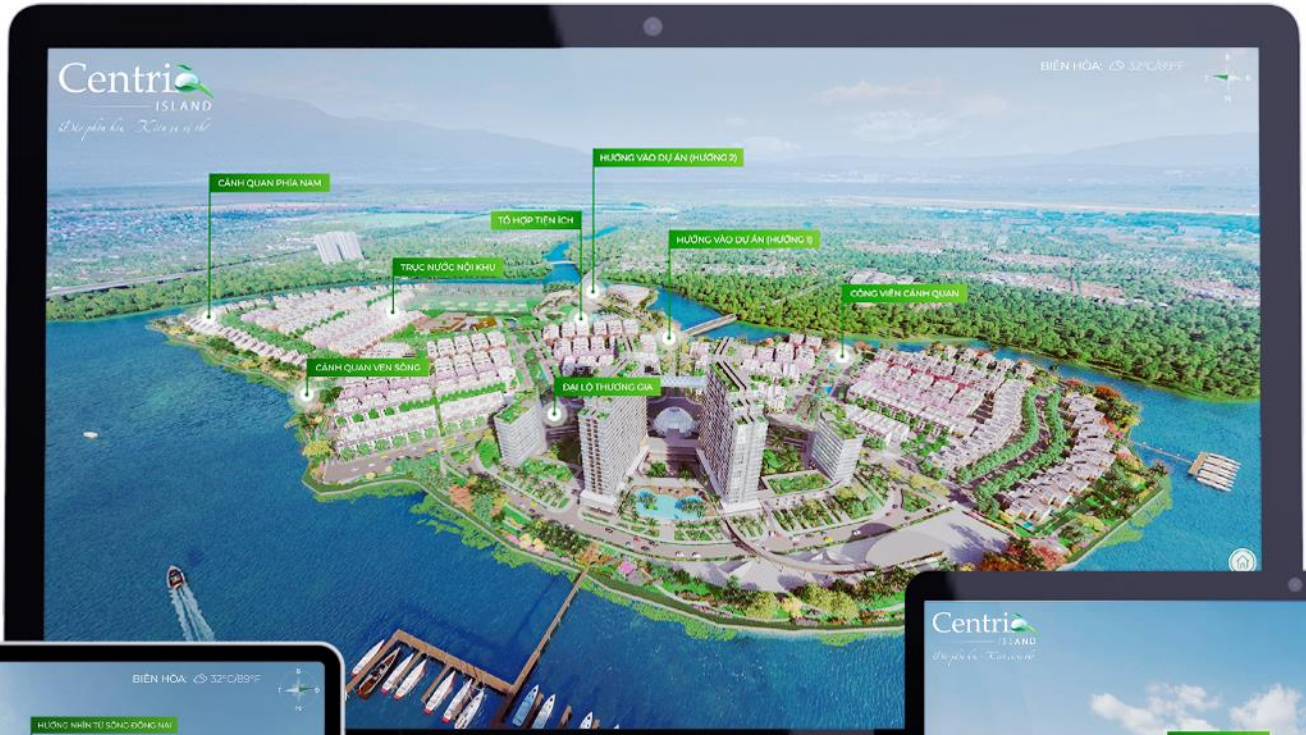 Centria
ISLAND
BIÊN HÒA: 32°C/89°F
B
T Đ
N
HƯỚNG VÀO DỰ ÁN (HƯỚNG 2)
CẢNH QUAN PHÍA NAM
TỔ HỢP TIỆN ÍCH
HƯỚNG VÀO DỰ ÁN (HƯỚNG 1)
TRỤC NƯỚC NỘI KHU
CÔNG VIÊN CẢNH QUAN
CẢNH QUAN VEN SÔNG
ĐẠI LỘ THƯƠNG GIA
Centria
ISLAND
BIÊN HÒA: 32°C/89°F
B
T Đ
N
HƯỚNG NHÌN TỪ SÔNG ĐỒNG NAI